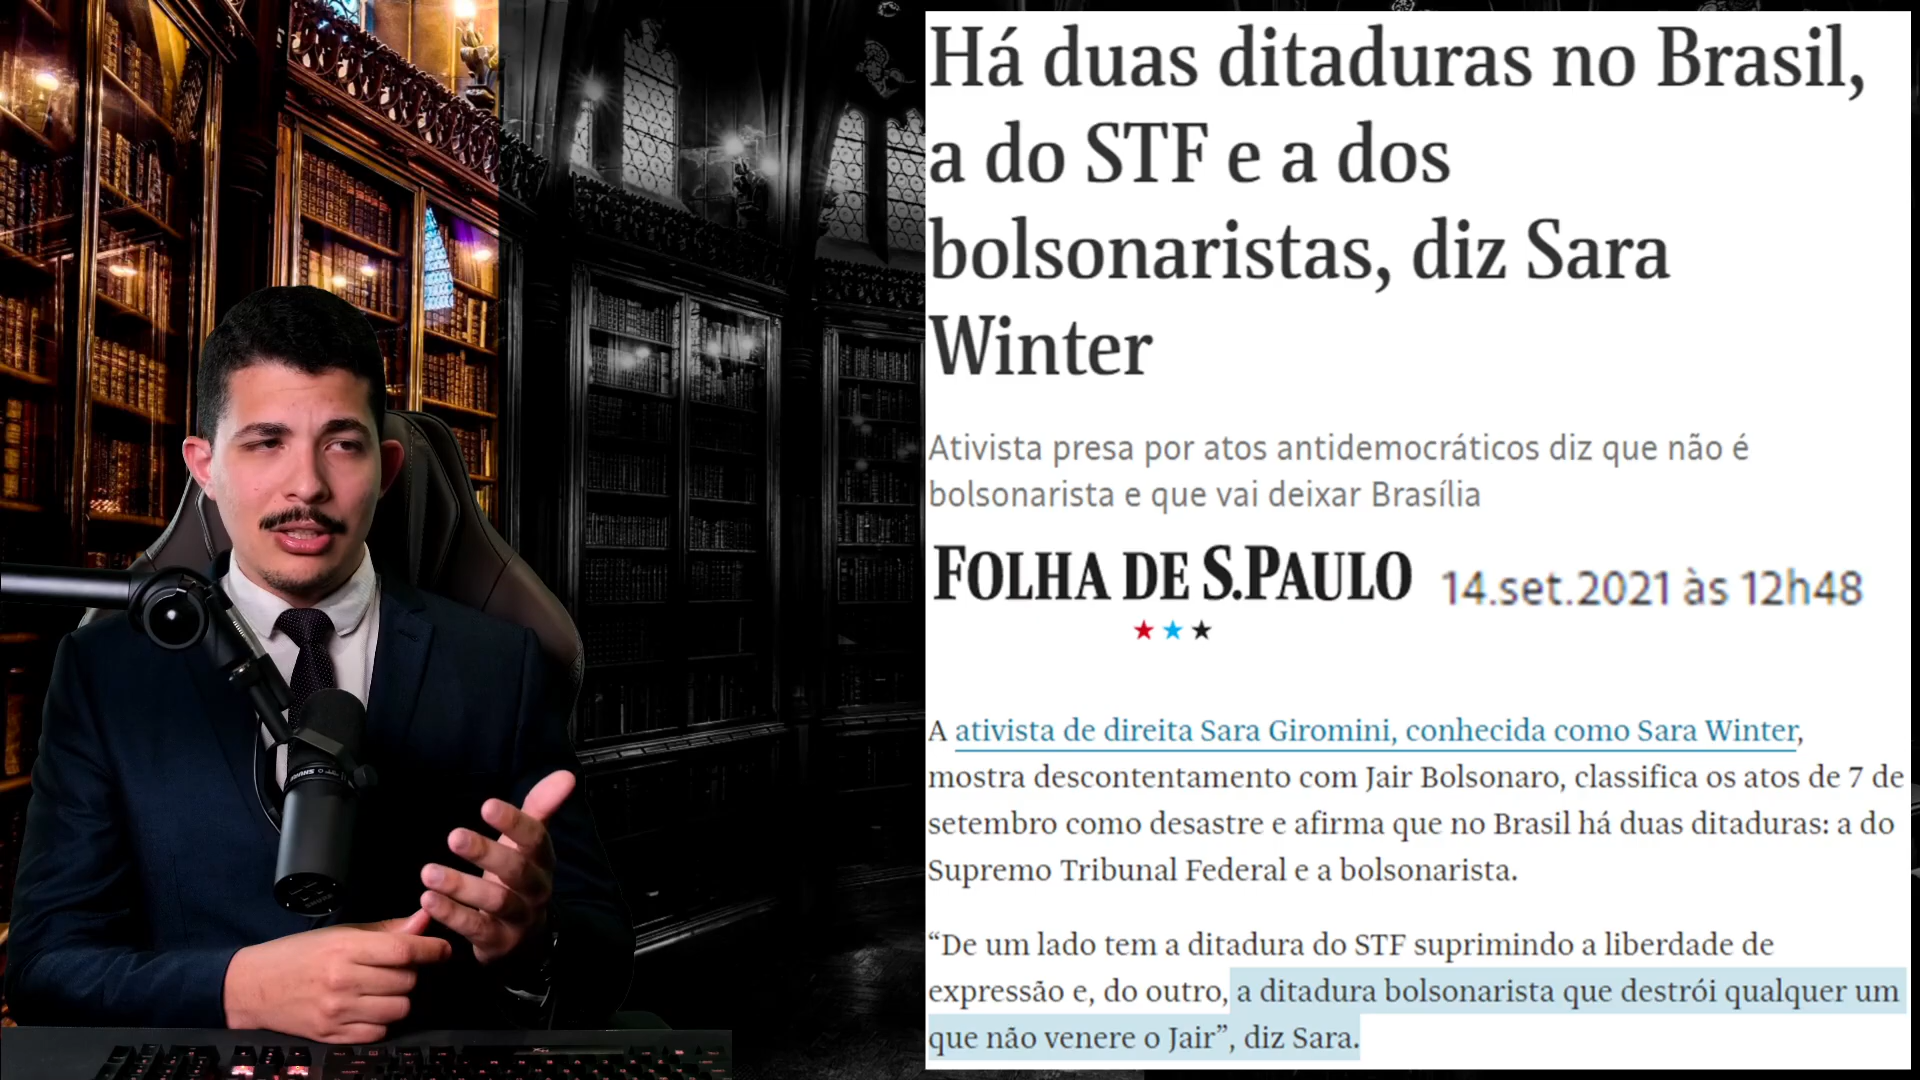 Há duas ditaduras no Brasil,
a do STF e a dos
bolsonaristas, diz Sara
Winter
Ativista presa por atos antidemocráticos diz que não é
bolsonarista e que vai deixar Brasília
FOLHA DE S.PAULO 14.set.2021 às 12h48
A ativista de direita Sara Giromini, conhecida como Sara Winter,
mostra descontentamento com Jair Bolsonaro, classifica os atos de 7 de
setembro como desastre e afirma que no Brasil há duas ditaduras: a do
Supremo Tribunal Federal e a bolsonarista.
“De um lado tem a ditadura do STF suprimindo a liberdade de
expressão e, do outro, a ditadura bolsonarista que destrói qualquer um
que não venere o Jair”, diz Sara.